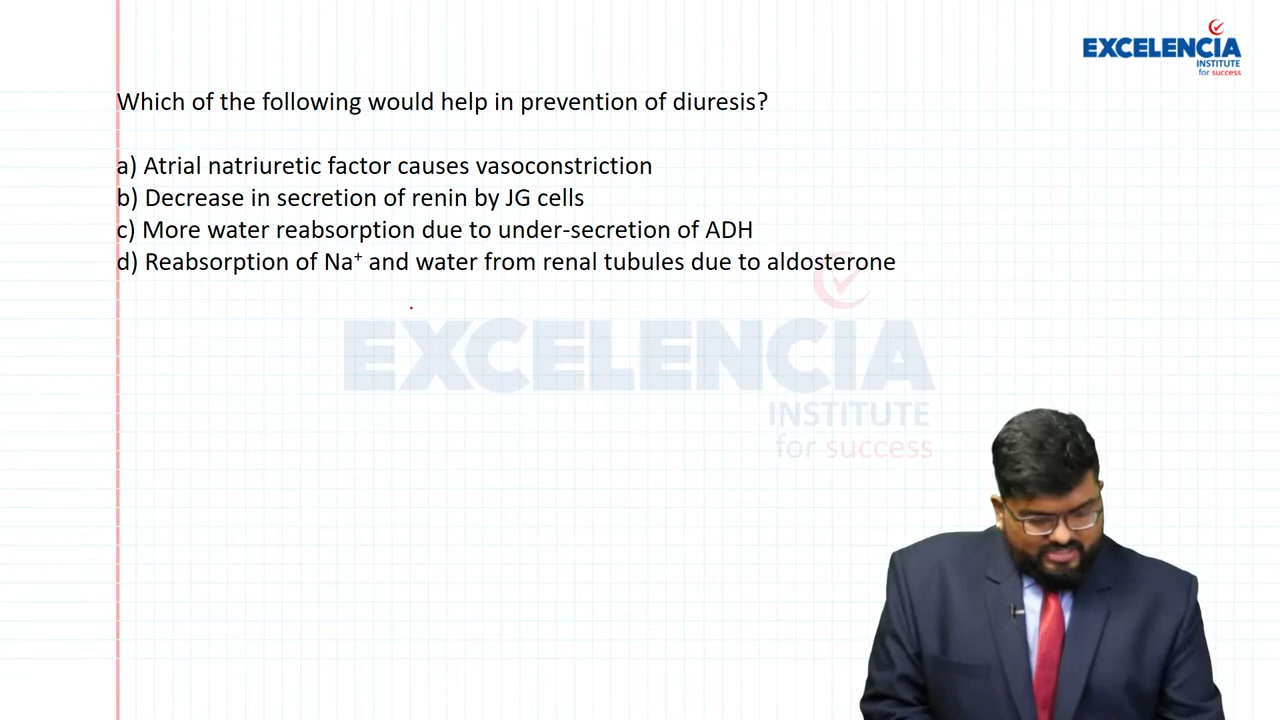 EXCELENCIA
INSTITUTE
for success
Which of the following would help in prevention of diuresis?
a) Atrial natriuretic factor causes vasoconstriction
b) Decrease in secretion of renin by JG cells
c) More water reabsorption due to under-secretion of ADH
d) Reabsorption of Na⁺ and water from renal tubules due to aldosterone
EXCELENCIA
INSTITUTE
for success